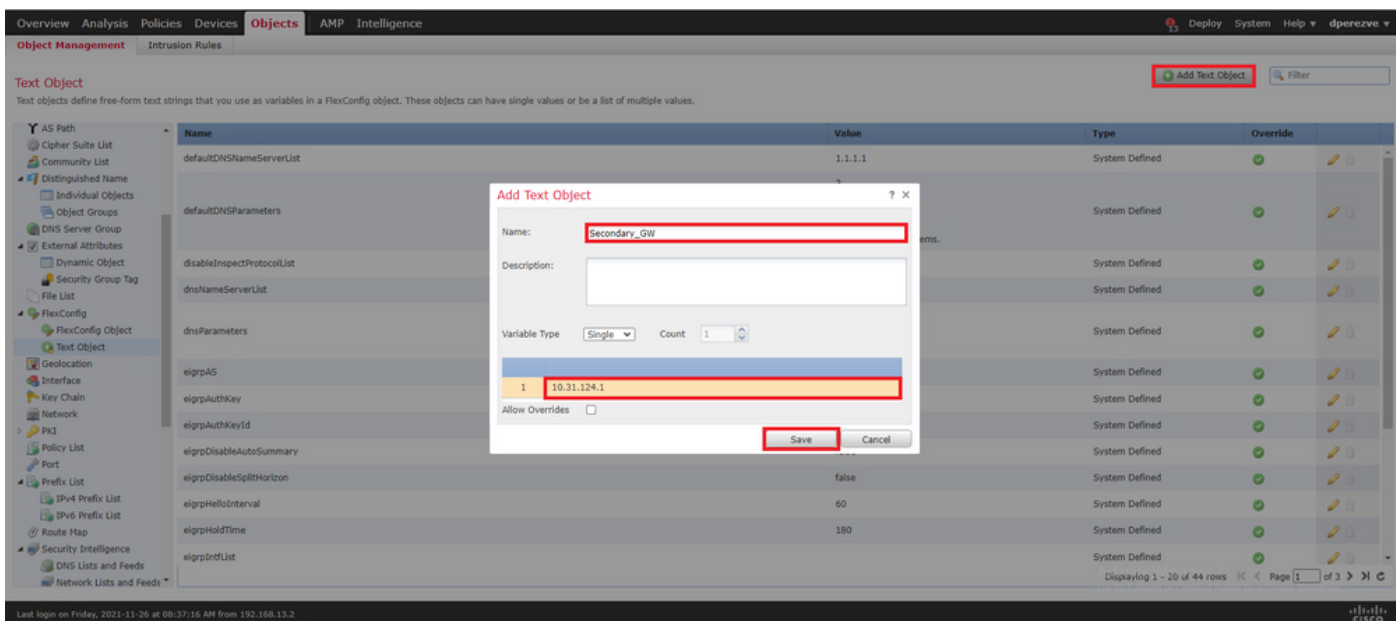 Overview Analysis Policies Devices Objects AMP Intelligence
13 Deploy System Help dperezve
Object Management Intrusion Rules
Text Object
Add Text Object
Filter
Text objects define free-form text strings that you use as variables in a FlexConfig object. These objects can have single values or be a list of multiple values.
AS Path
Cipher Suite List
Community List
Distinguished Name
Individual Objects
Object Groups
DNS Server Group
External Attributes
Dynamic Object
Security Group Tag
File List
FlexConfig
FlexConfig Object
Text Object
Geolocation
Interface
Key Chain
Network
PKI
Policy List
Port
Prefix List
IPv4 Prefix List
IPv6 Prefix List
Route Map
Security Intelligence
DNS Lists and Feeds
Network Lists and Feeds
Name Value Type Override
defaultDNSNameServerList 1.1.1.1 System Defined
defaultDNSParameters System Defined
ems.
disableInspectProtocolList System Defined
dnsNameServerList System Defined
dnsParameters System Defined
eigrpAS System Defined
eigrpAuthKey System Defined
eigrpAuthKeyId System Defined
eigrpDisableAutoSummary System Defined
eigrpDisableSplitHorizon false System Defined
eigrpHelloInterval 60 System Defined
eigrpHoldTime 180 System Defined
eigrpIntfList System Defined
Add Text Object ? ×
Name: Secondary_GW
Description:
Variable Type Single Count 1
1 10.31.124.1
Allow Overrides
Save Cancel
Displaying 1 - 20 of 44 rows |< < Page 1 of 3 > >|
Last login on Friday, 2021-11-26 at 08:37:16 AM from 192.168.13.2
CISCO